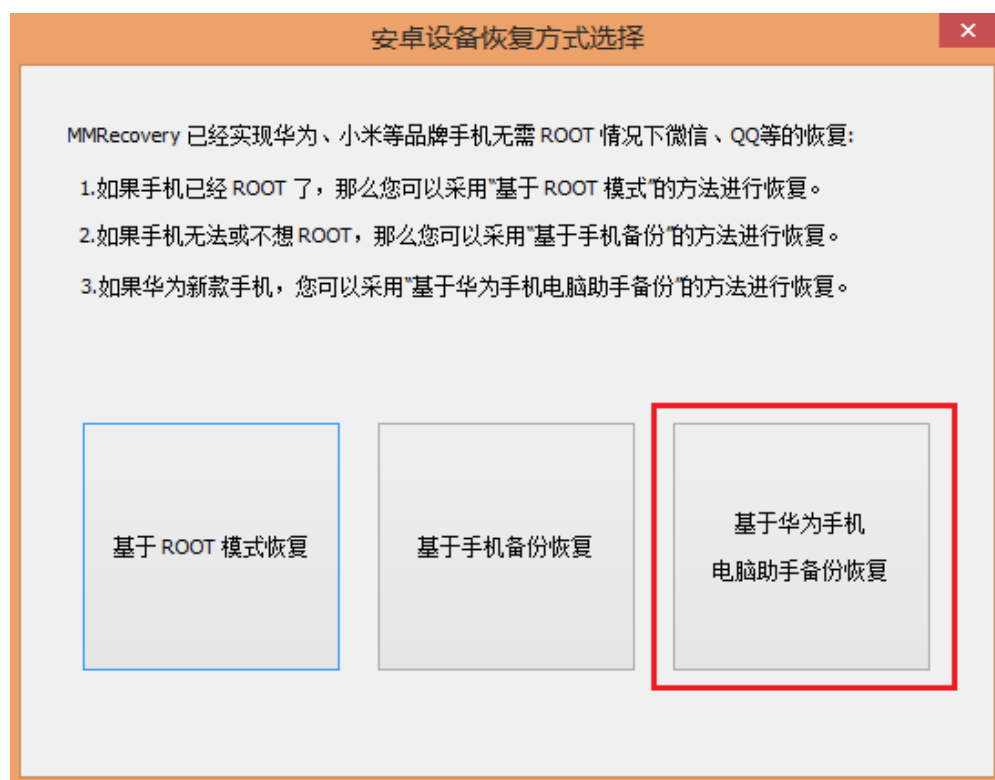 安卓设备恢复方式选择
MMRecovery 已经实现华为、小米等品牌手机无需 ROOT 情况下微信、QQ等的恢复:
1.如果手机已经 ROOT 了，那么您可以采用"基于 ROOT 模式"的方法进行恢复。
2.如果手机无法或不想 ROOT，那么您可以采用"基于手机备份"的方法进行恢复。
3.如果华为新款手机，您可以采用"基于华为手机电脑助手备份"的方法进行恢复。
基于 ROOT 模式恢复
基于手机备份恢复
基于华为手机
电脑助手备份恢复